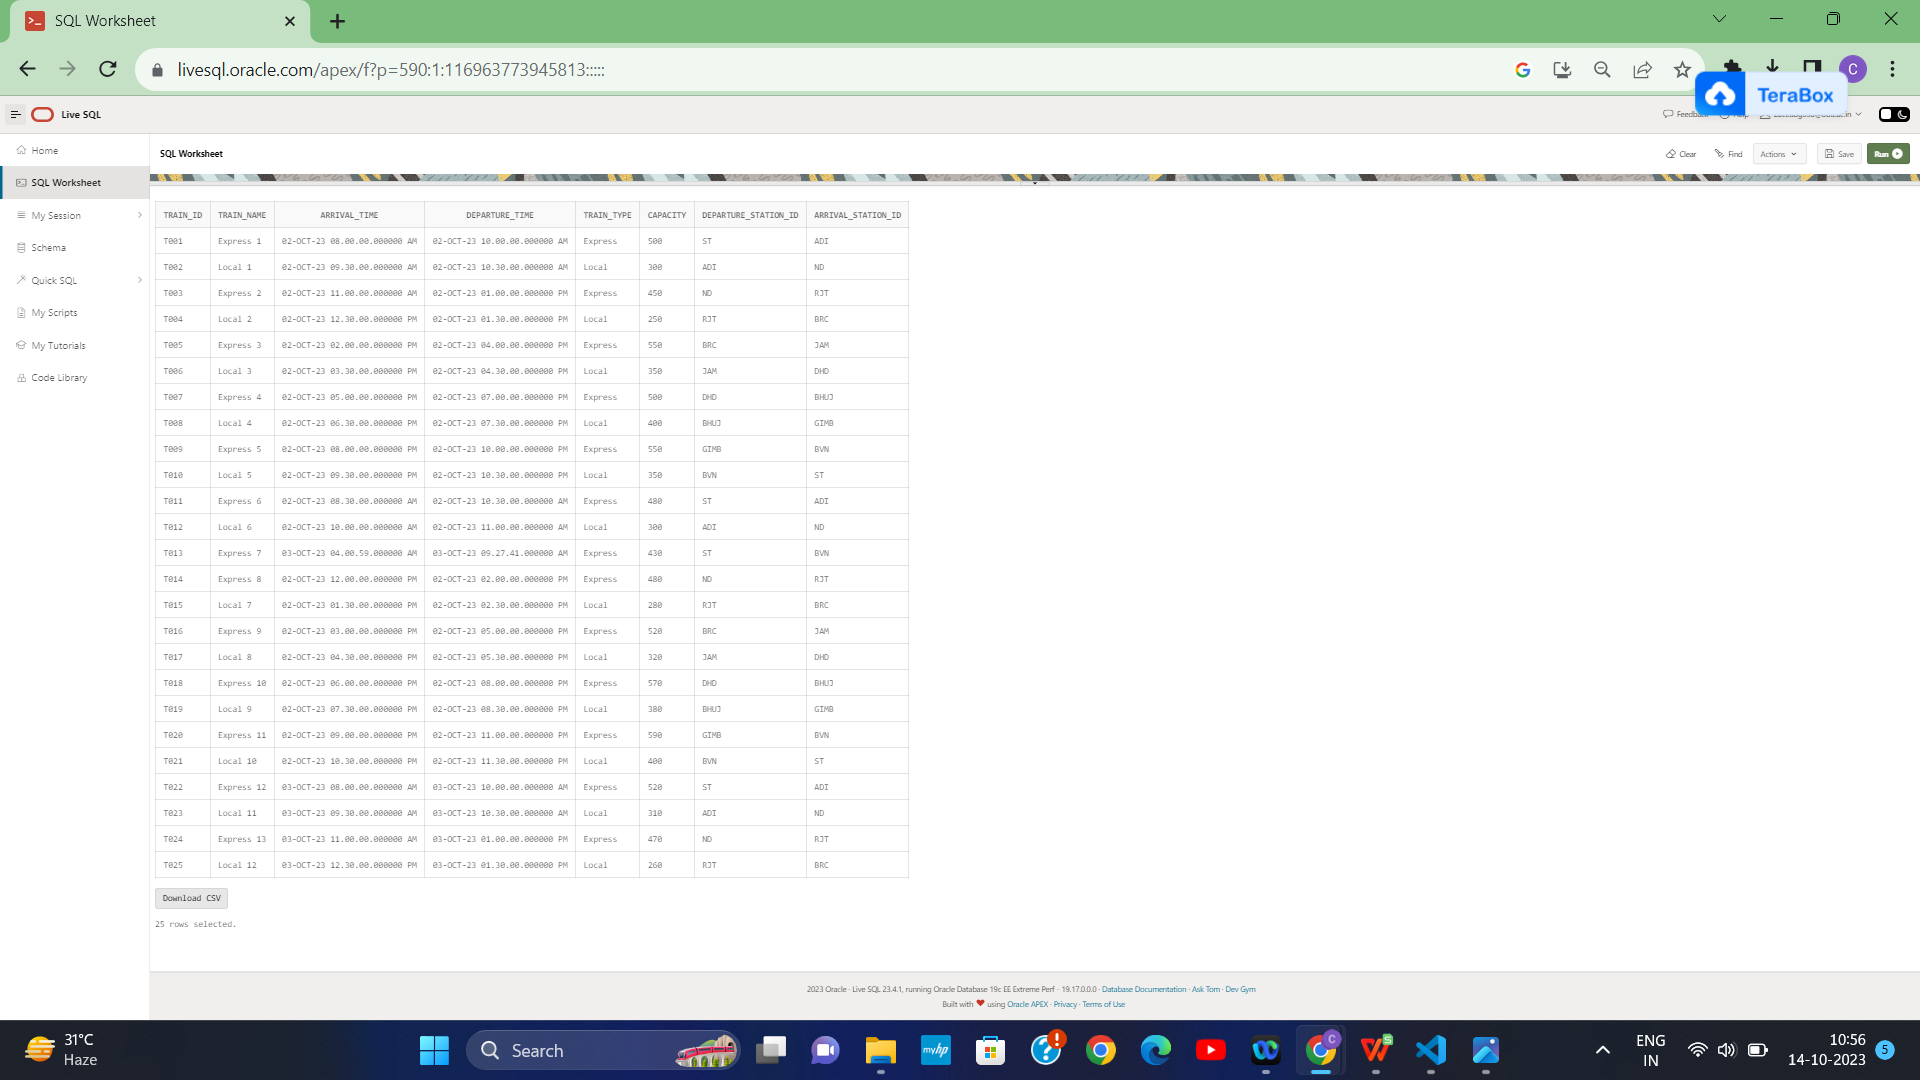 SQL Worksheet
livesql.oracle.com/apex/f?p=590:1:116963773945813:::::
C
TeraBox
Live SQL
Feedback
Home
SQL Worksheet
My Session
Schema
Quick SQL
My Scripts
My Tutorials
Code Library
SQL Worksheet
Clear Find Actions Save Run
TRAIN_ID TRAIN_NAME ARRIVAL_TIME DEPARTURE_TIME TRAIN_TYPE CAPACITY DEPARTURE_STATION_ID ARRIVAL_STATION_ID
T001 Express 1 02-OCT-23 08.00.00.000000 AM 02-OCT-23 10.00.00.000000 AM Express 500 ST ADI
T002 Local 1 02-OCT-23 09.30.00.000000 AM 02-OCT-23 10.30.00.000000 AM Local 300 ADI ND
T003 Express 2 02-OCT-23 11.00.00.000000 AM 02-OCT-23 01.00.00.000000 PM Express 450 ND RJT
T004 Local 2 02-OCT-23 12.30.00.000000 PM 02-OCT-23 01.30.00.000000 PM Local 250 RJT BRC
T005 Express 3 02-OCT-23 02.00.00.000000 PM 02-OCT-23 04.00.00.000000 PM Express 550 BRC JAM
T006 Local 3 02-OCT-23 03.30.00.000000 PM 02-OCT-23 04.30.00.000000 PM Local 350 JAM DHD
T007 Express 4 02-OCT-23 05.00.00.000000 PM 02-OCT-23 07.00.00.000000 PM Express 500 DHD BHUJ
T008 Local 4 02-OCT-23 06.30.00.000000 PM 02-OCT-23 07.30.00.000000 PM Local 400 BHUJ GIMB
T009 Express 5 02-OCT-23 08.00.00.000000 PM 02-OCT-23 10.00.00.000000 PM Express 550 GIMB BVN
T010 Local 5 02-OCT-23 09.30.00.000000 PM 02-OCT-23 10.30.00.000000 PM Local 350 BVN ST
T011 Express 6 02-OCT-23 08.30.00.000000 AM 02-OCT-23 10.30.00.000000 AM Express 480 ST ADI
T012 Local 6 02-OCT-23 10.00.00.000000 AM 02-OCT-23 11.00.00.000000 AM Local 300 ADI ND
T013 Express 7 03-OCT-23 04.00.59.000000 AM 03-OCT-23 09.27.41.000000 AM Express 430 ST BVN
T014 Express 8 02-OCT-23 12.00.00.000000 PM 02-OCT-23 02.00.00.000000 PM Express 480 ND RJT
T015 Local 7 02-OCT-23 01.30.00.000000 PM 02-OCT-23 02.30.00.000000 PM Local 280 RJT BRC
T016 Express 9 02-OCT-23 03.00.00.000000 PM 02-OCT-23 05.00.00.000000 PM Express 520 BRC JAM
T017 Local 8 02-OCT-23 04.30.00.000000 PM 02-OCT-23 05.30.00.000000 PM Local 320 JAM DHD
T018 Express 10 02-OCT-23 06.00.00.000000 PM 02-OCT-23 08.00.00.000000 PM Express 570 DHD BHUJ
T019 Local 9 02-OCT-23 07.30.00.000000 PM 02-OCT-23 08.30.00.000000 PM Local 380 BHUJ GIMB
T020 Express 11 02-OCT-23 09.00.00.000000 PM 02-OCT-23 11.00.00.000000 PM Express 590 GIMB BVN
T021 Local 10 02-OCT-23 10.30.00.000000 PM 02-OCT-23 11.30.00.000000 PM Local 400 BVN ST
T022 Express 12 03-OCT-23 08.00.00.000000 AM 03-OCT-23 10.00.00.000000 AM Express 520 ST ADI
T023 Local 11 03-OCT-23 09.30.00.000000 AM 03-OCT-23 10.30.00.000000 AM Local 310 ADI ND
T024 Express 13 03-OCT-23 11.00.00.000000 AM 03-OCT-23 01.00.00.000000 PM Express 470 ND RJT
T025 Local 12 03-OCT-23 12.30.00.000000 PM 03-OCT-23 01.30.00.000000 PM Local 260 RJT BRC
Download CSV
25 rows selected.
2023 Oracle · Live SQL 23.4.1, running Oracle Database 19c EE Extreme Perf - 19.17.0.0.0 · Database Documentation · Ask Tom · Dev Gym
Built with ❤ using Oracle APEX · Privacy · Terms of Use
31°C
Haze
Search
myhp
C
S
ENG
IN
10:56
14-10-2023
5